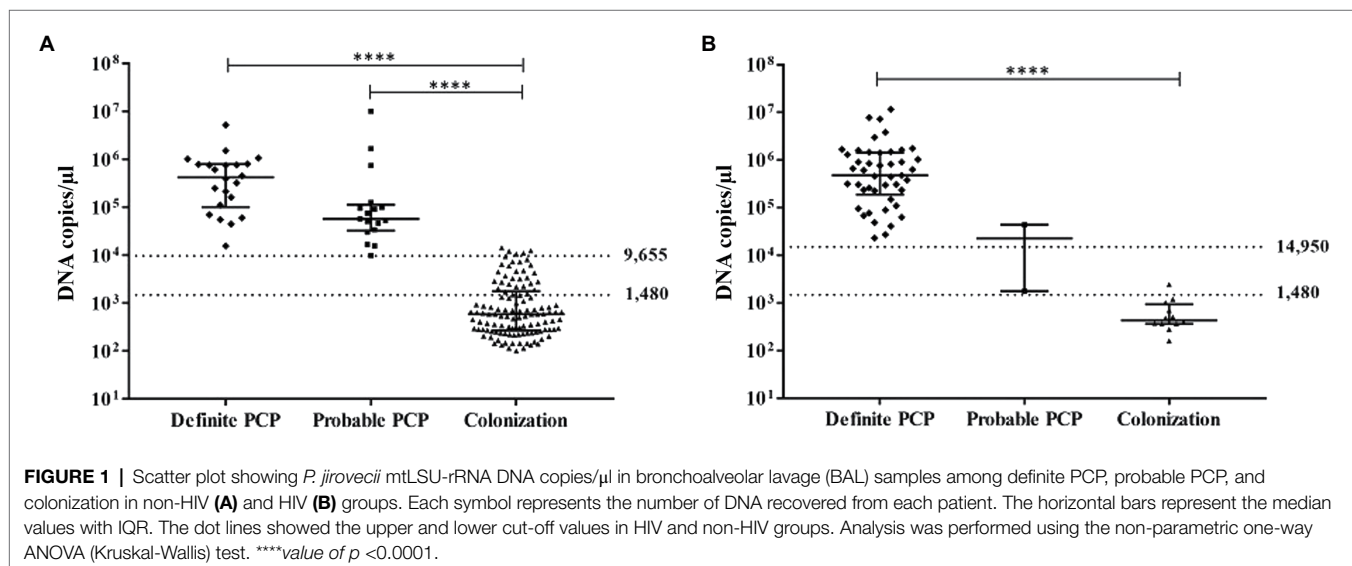 A
B
****
****
****
DNA copies/µl
10⁸
10⁷
10⁶
10⁵
10⁴
10³
10²
10¹
9,655
1,480
Definite PCP Probable PCP Colonization
DNA copies/µl
10⁸
10⁷
10⁶
10⁵
10⁴
10³
10²
10¹
14,950
1,480
Definite PCP Probable PCP Colonization
FIGURE 1 | Scatter plot showing P. jirovecii mtLSU-rRNA DNA copies/µl in bronchoalveolar lavage (BAL) samples among definite PCP, probable PCP, and
colonization in non-HIV (A) and HIV (B) groups. Each symbol represents the number of DNA recovered from each patient. The horizontal bars represent the median
values with IQR. The dot lines showed the upper and lower cut-off values in HIV and non-HIV groups. Analysis was performed using the non-parametric one-way
ANOVA (Kruskal-Wallis) test. ****value of p <0.0001.